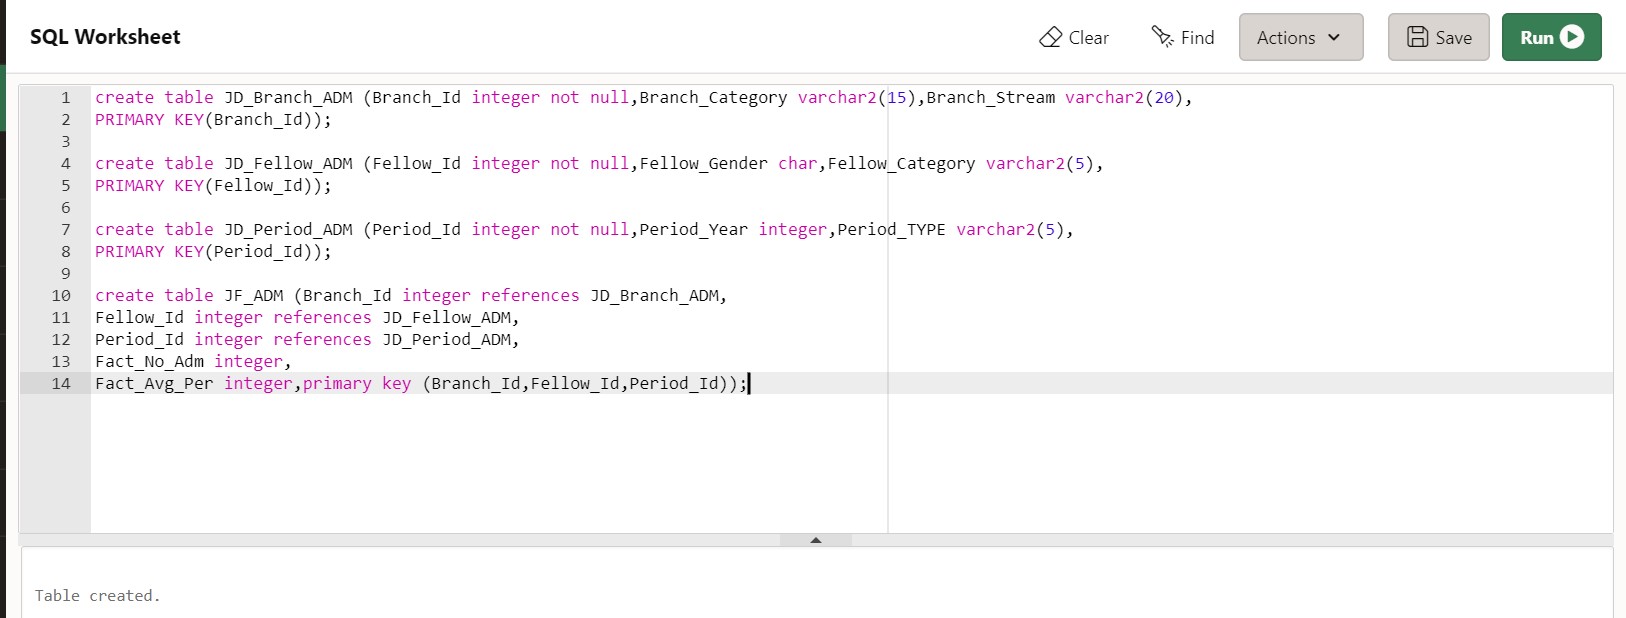 SQL Worksheet
Clear
Find
Actions
Save
Run
1 create table JD_Branch_ADM (Branch_Id integer not null,Branch_Category varchar2(15),Branch_Stream varchar2(20),
2 PRIMARY KEY(Branch_Id));
3
4 create table JD_Fellow_ADM (Fellow_Id integer not null,Fellow_Gender char,Fellow_Category varchar2(5),
5 PRIMARY KEY(Fellow_Id));
6
7 create table JD_Period_ADM (Period_Id integer not null,Period_Year integer,Period_TYPE varchar2(5),
8 PRIMARY KEY(Period_Id));
9
10 create table JF_ADM (Branch_Id integer references JD_Branch_ADM,
11 Fellow_Id integer references JD_Fellow_ADM,
12 Period_Id integer references JD_Period_ADM,
13 Fact_No_Adm integer,
14 Fact_Avg_Per integer,primary key (Branch_Id,Fellow_Id,Period_Id));
Table created.